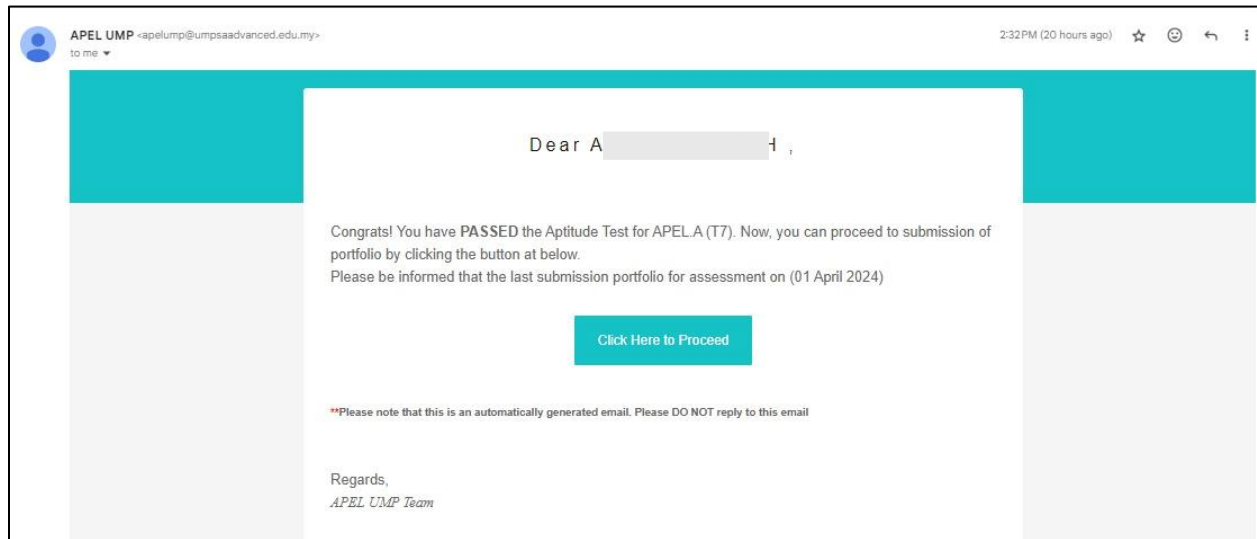 APEL UMP <apelump@umpsaadvanced.edu.my>
2:32 PM (20 hours ago)
to me
Dear A H ,
Congrats! You have PASSED the Aptitude Test for APEL.A (T7). Now, you can proceed to submission of
portfolio by clicking the button at below.
Please be informed that the last submission portfolio for assessment on (01 April 2024)
Click Here to Proceed
**Please note that this is an automatically generated email. Please DO NOT reply to this email
Regards,
APEL UMP Team